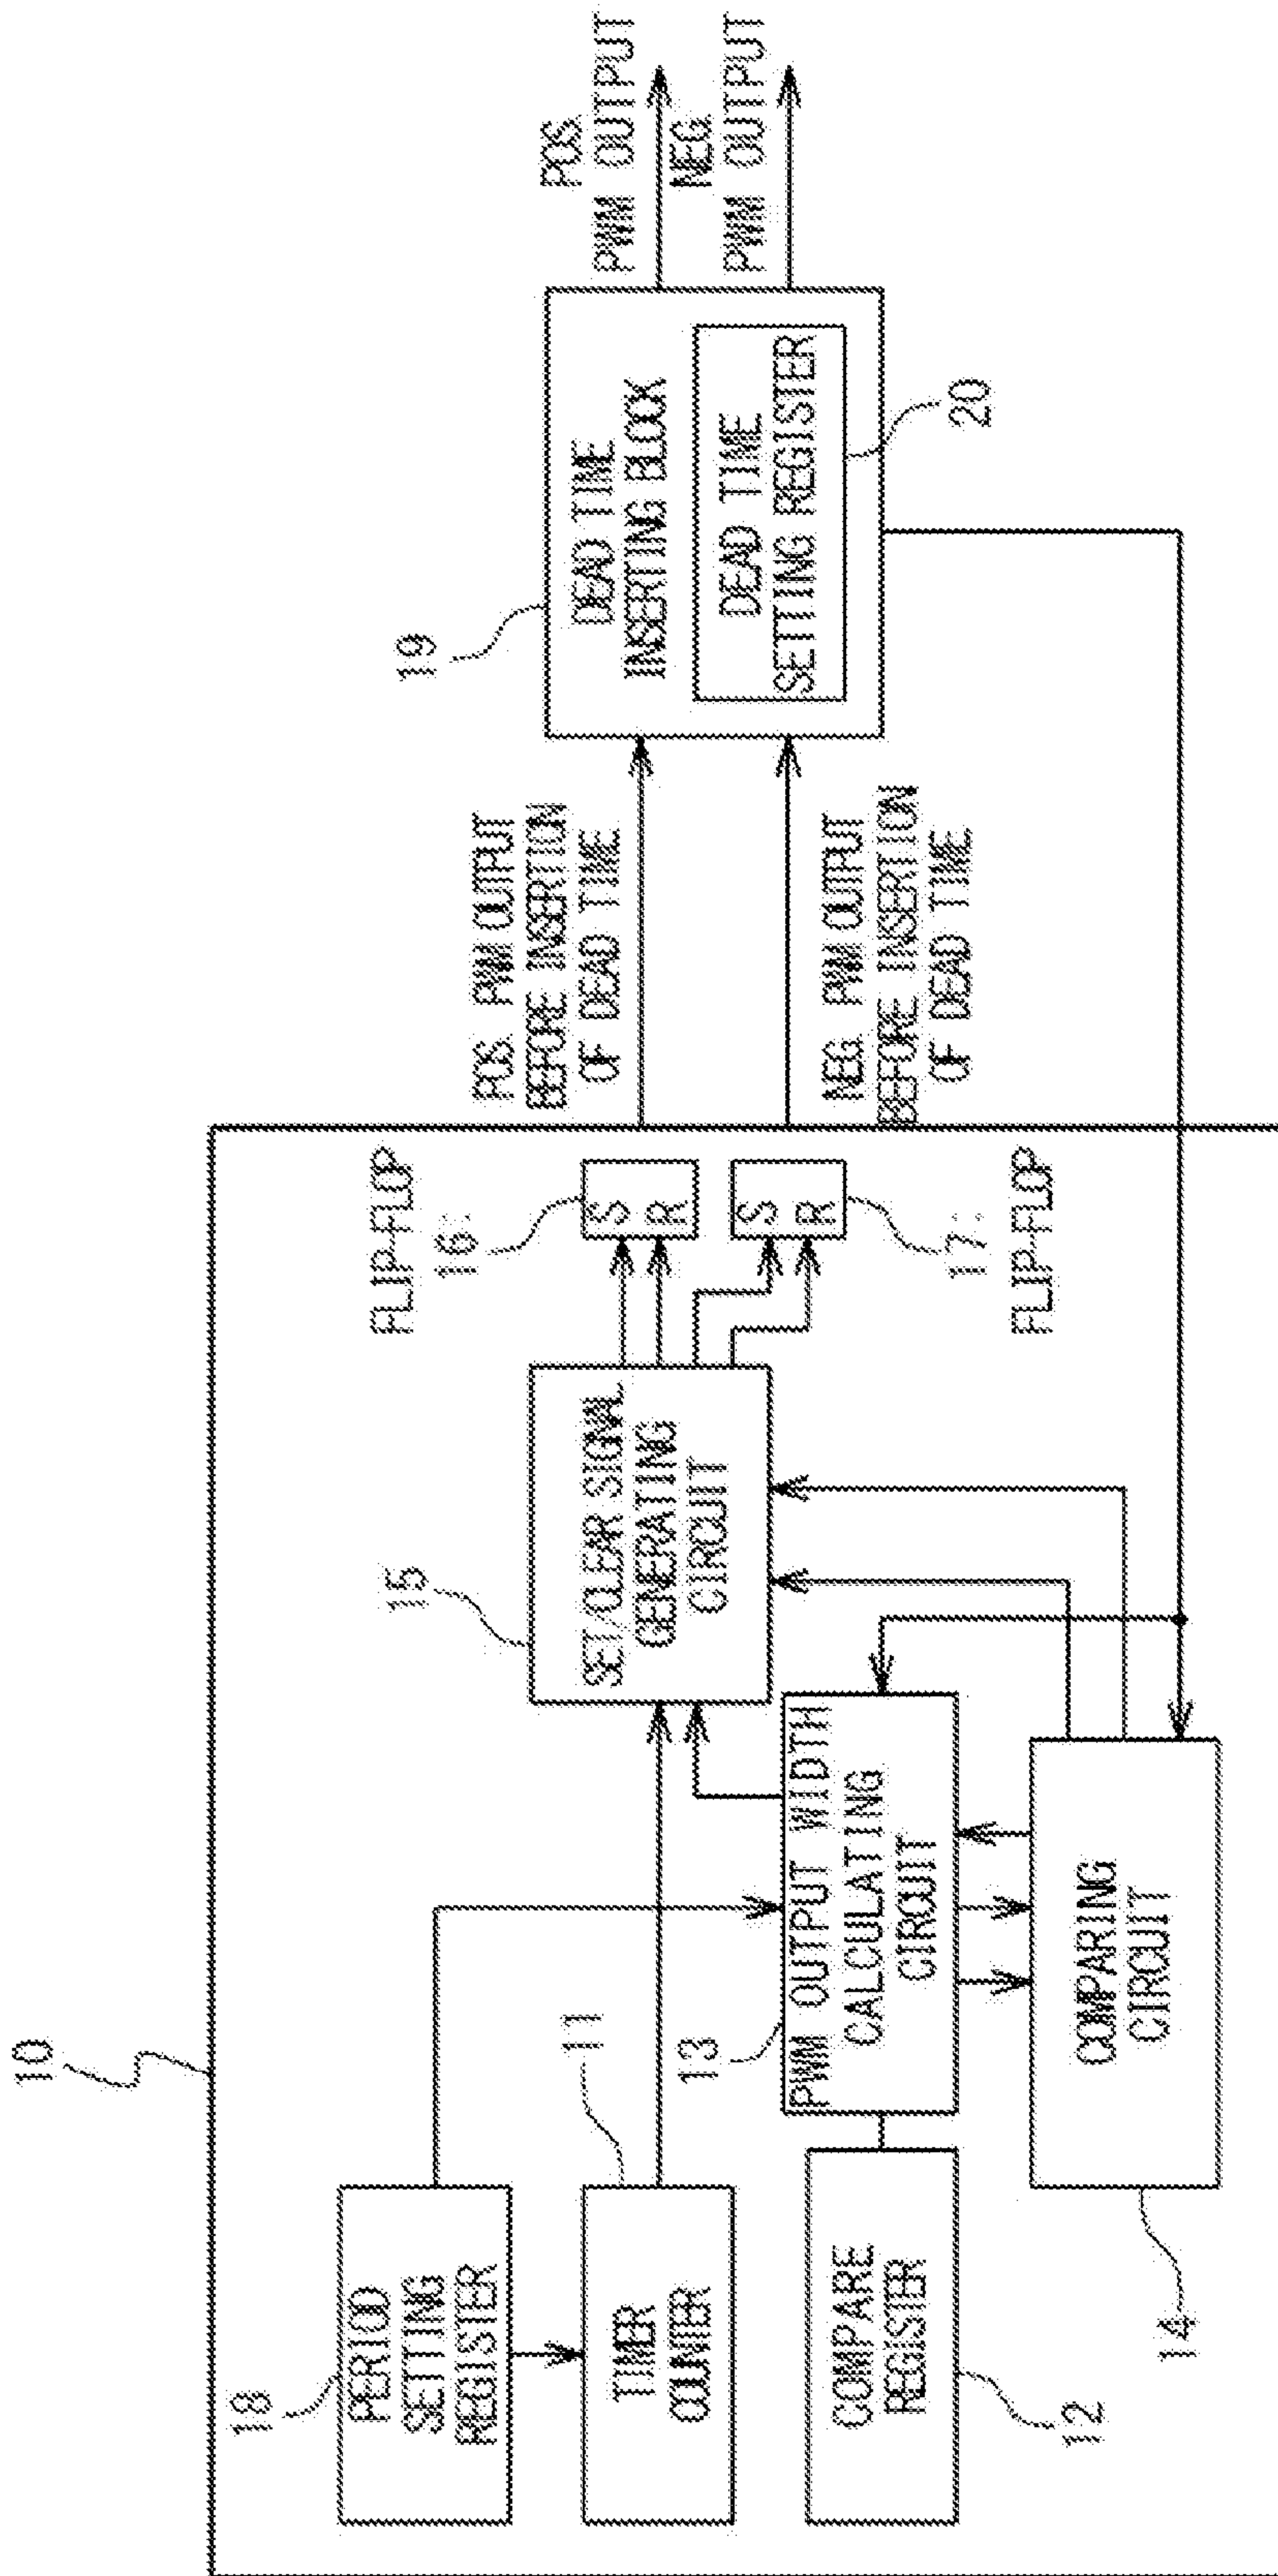 10
18
PERIOD
SETTING
REGISTER
11
TIMER
COUNTER
12
COMPARE
REGISTER
13
PWM OUTPUT WIDTH
CALCULATING
CIRCUIT
14
COMPARING
CIRCUIT
15
SET/CLEAR SIGNAL
GENERATING
CIRCUIT
FLIP-FLOP
16:
S
R
S
R
17:
FLIP-FLOP
POS. PWM OUTPUT
BEFORE INSERTION
OF DEAD TIME
NEG. PWM OUTPUT
BEFORE INSERTION
OF DEAD TIME
19
DEAD TIME
INSERTING BLOCK
DEAD TIME
SETTING REGISTER
20
POS.
PWM OUTPUT
NEG.
PWM OUTPUT